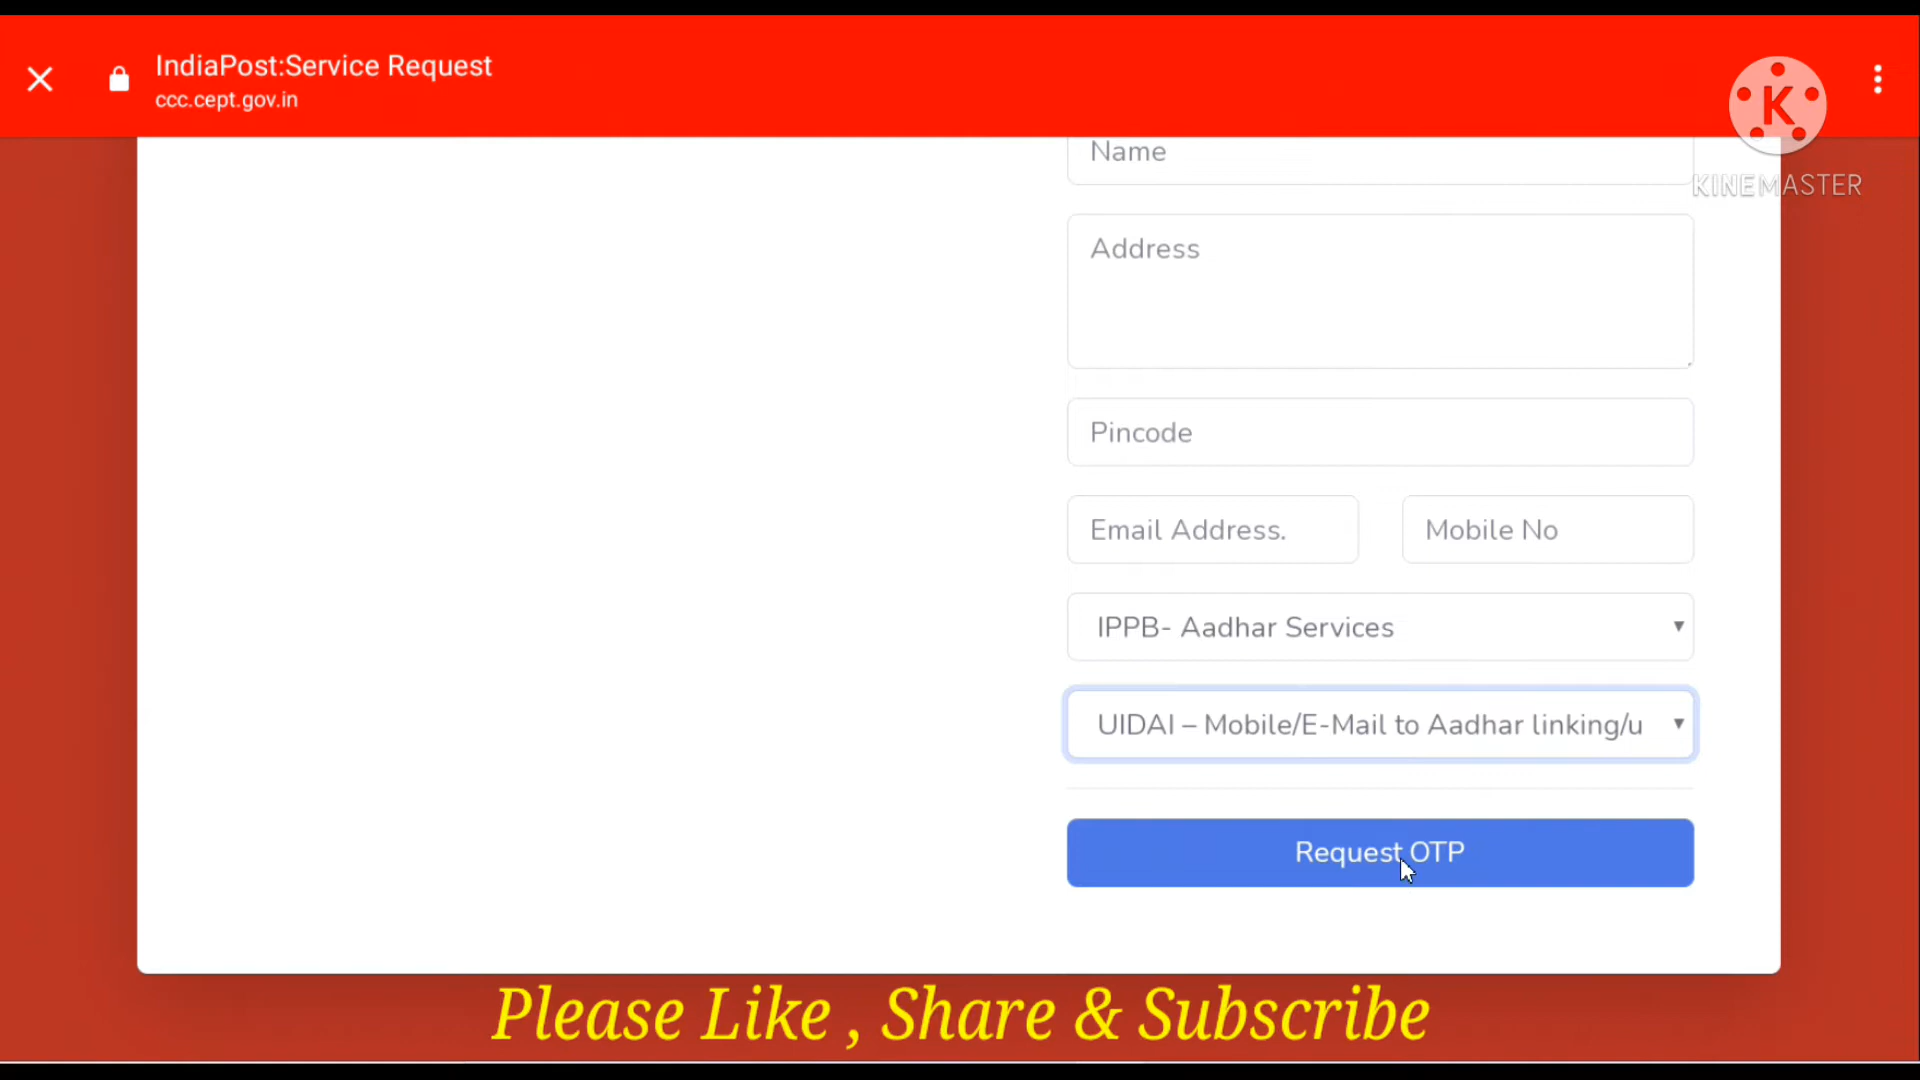 IndiaPost:Service Request
ccc.cept.gov.in
K
KINEMASTER
Name
Address
Pincode
Email Address.
Mobile No
IPPB- Aadhar Services
UIDAI – Mobile/E-Mail to Aadhar linking/u
Request OTP
Please Like , Share & Subscribe